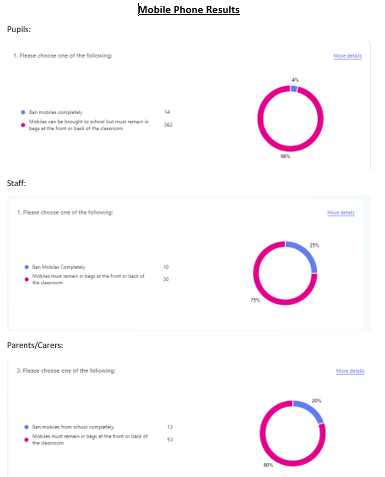 Mobile Phone Results
Pupils:
1. Please choose one of the following:
More details
4%
Ban mobiles completely 14
Mobiles can be brought to school but must remain in 362
bags at the front or back of the classroom
96%
Staff:
1. Please choose one of the following:
More details
25%
Ban Mobiles Completely 10
Mobiles must remain in bags at the front or back of 30
the classroom
75%
Parents/Carers:
3. Please choose one of the following:
More details
20%
Ban mobiles from school completely 13
Mobiles must remain in bags at the front or back of 53
the classroom
80%